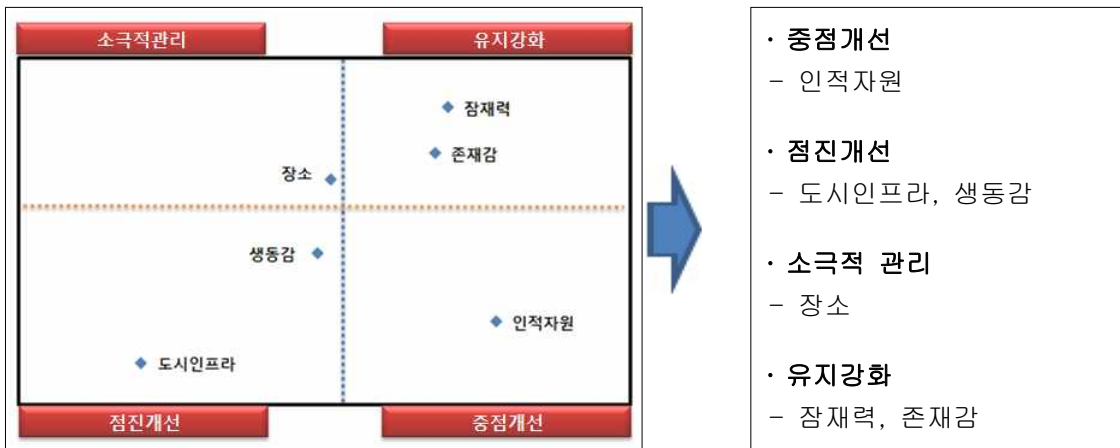 소극적관리
유지강화
잠재력
존재감
장소
생동감
인적자원
도시인프라
점진개선
중점개선
· 중점개선
- 인적자원
· 점진개선
- 도시인프라, 생동감
· 소극적 관리
- 장소
· 유지강화
- 잠재력, 존재감